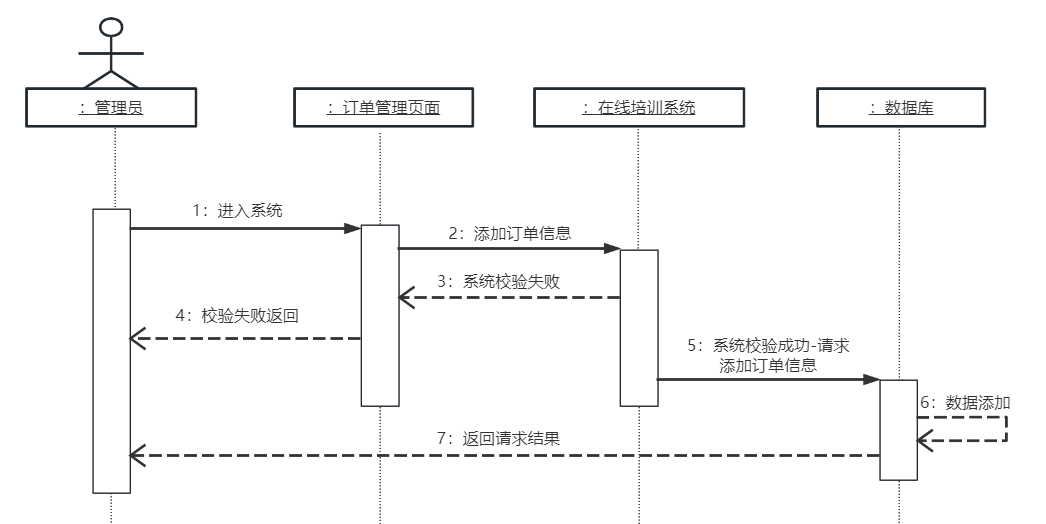 ：管理员
：订单管理页面
：在线培训系统
：数据库
1：进入系统
2：添加订单信息
3：系统校验失败
4：校验失败返回
5：系统校验成功-请求
添加订单信息
6：数据添加
7：返回请求结果